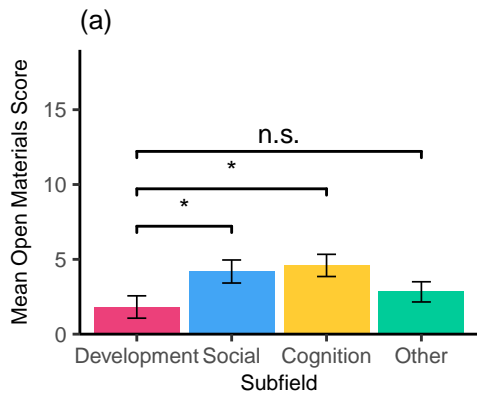 (a)
Mean Open Materials Score
15
10
5
0
n.s.
*
*
Development Social Cognition Other
Subfield